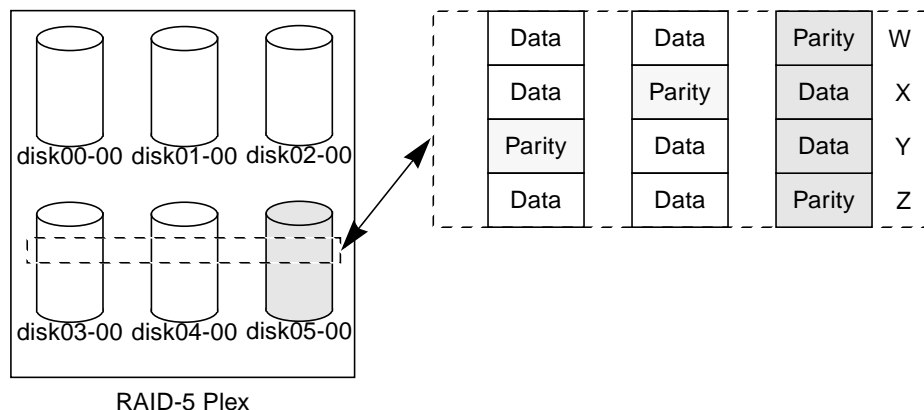 disk00-00 disk01-00 disk02-00
disk03-00 disk04-00 disk05-00
RAID-5 Plex
Data Data Parity W
Data Parity Data X
Parity Data Data Y
Data Data Parity Z